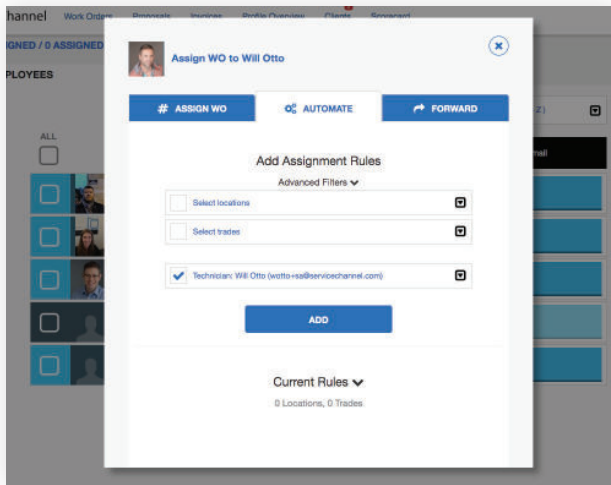 hannel Work Orders Proposals Invoices Profile Overview Clients Scorecard
IGNED / 0 ASSIGNED
PLOYEES
ALL
Assign WO to Will Otto
# ASSIGN WO AUTOMATE FORWARD
Add Assignment Rules
Advanced Filters
Select locations
Select trades
Technician: Will Otto (wotto+sa@servicechannel.com)
ADD
Current Rules
0 Locations, 0 Trades
Z)
mail